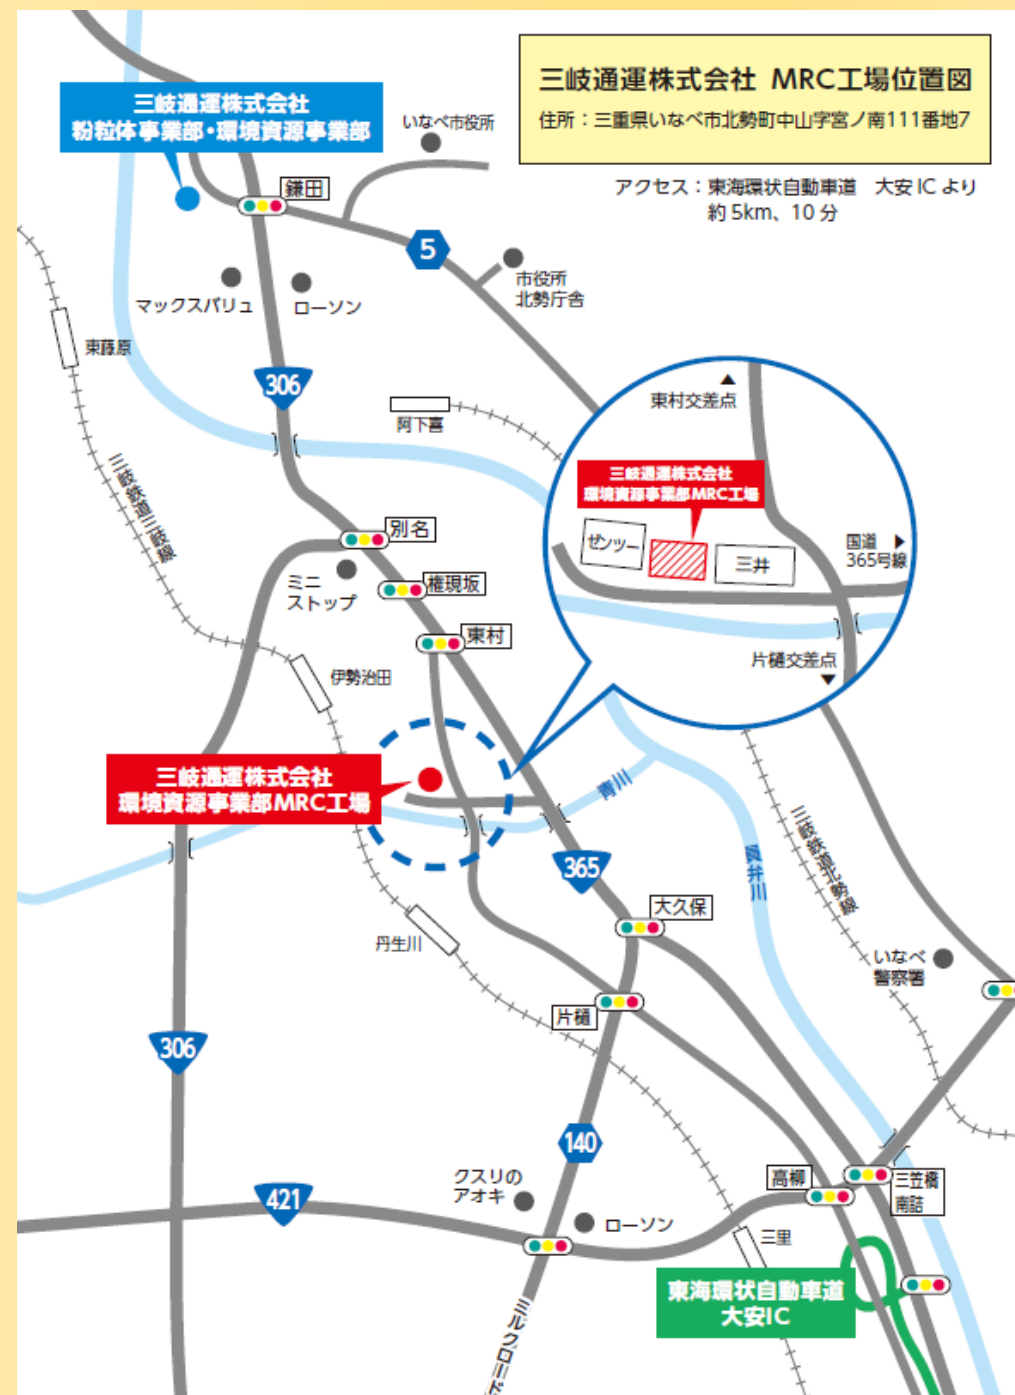 三岐通運株式会社 MRC工場位置図
住所：三重県いなべ市北勢町中山字宮ノ南111番地7
アクセス：東海環状自動車道　大安 IC より
約 5km、10 分
三岐通運株式会社
粉粒体事業部・環境資源事業部
いなべ市役所
鎌田
5
市役所
北勢庁舎
マックスバリュ
ローソン
東藤原
306
阿下喜
東村交差点
三岐通運株式会社
環境資源事業部MRC工場
ゼンツー
三井
国道
365号線
片樋交差点
三岐鉄道三岐線
別名
ミニ
ストップ
権現坂
東村
伊勢治田
三岐通運株式会社
環境資源事業部MRC工場
青川
365
員弁川
三岐鉄道北勢線
大久保
丹生川
いなべ
警察署
片樋
306
140
クスリの
アオキ
421
ローソン
高柳
三笠橋
南詰
三里
東海環状自動車道
大安IC
ミルクロード